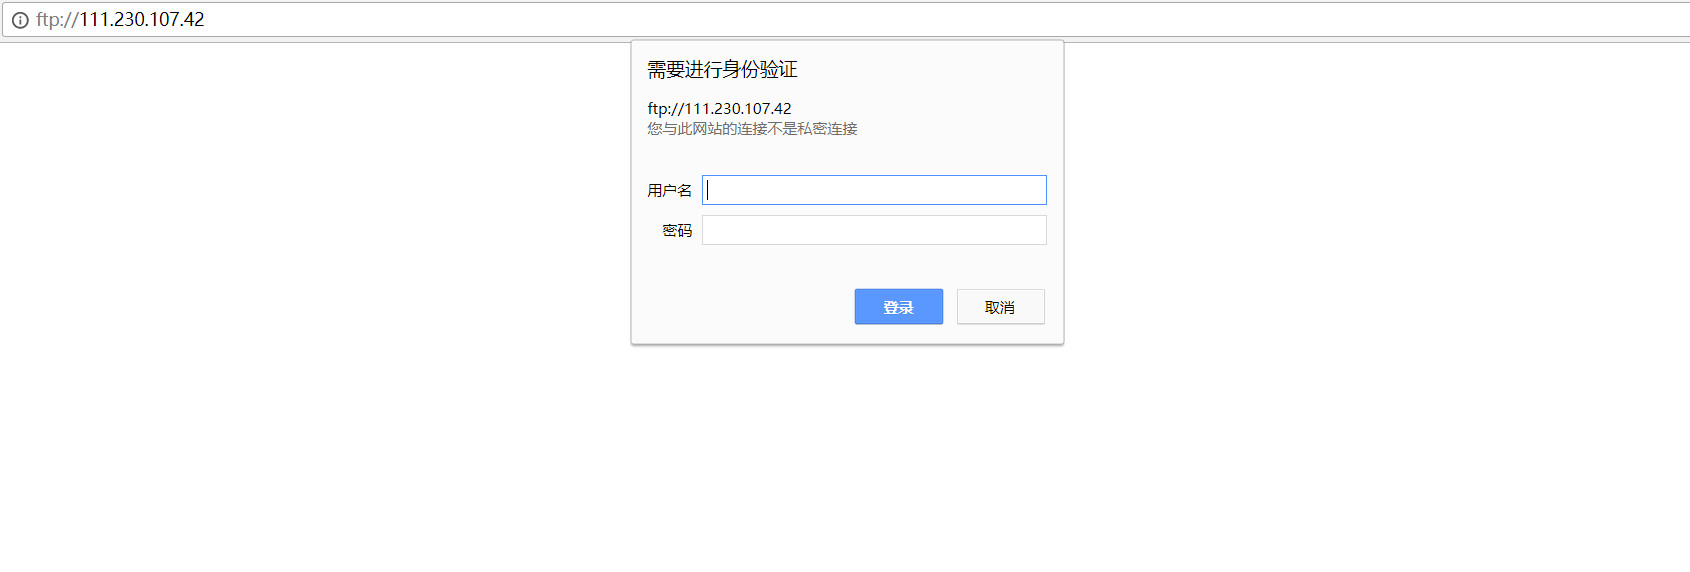 ftp://111.230.107.42
需要进行身份验证
ftp://111.230.107.42
您与此网站的连接不是私密连接
用户名
密码
登录 取消